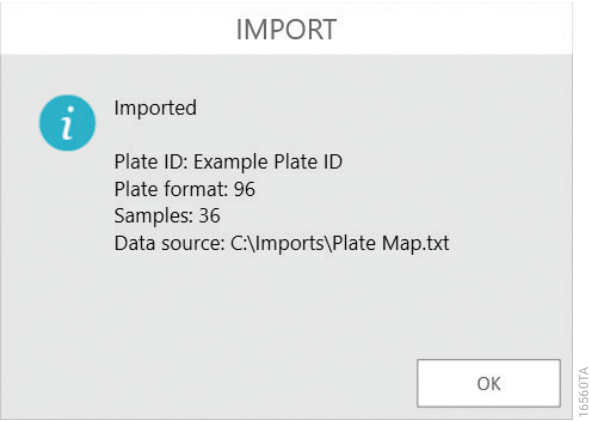 IMPORT
i
Imported
Plate ID: Example Plate ID
Plate format: 96
Samples: 36
Data source: C:\Imports\Plate Map.txt
OK
16560TA